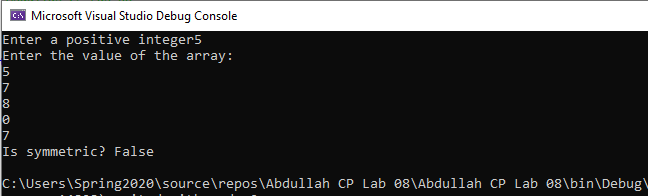 Microsoft Visual Studio Debug Console
Enter a positive integer5
Enter the value of the array:
5
7
8
0
7
Is symmetric? False
C:\Users\Spring2020\source\repos\Abdullah CP Lab 08\Abdullah CP Lab 08\bin\Debug\